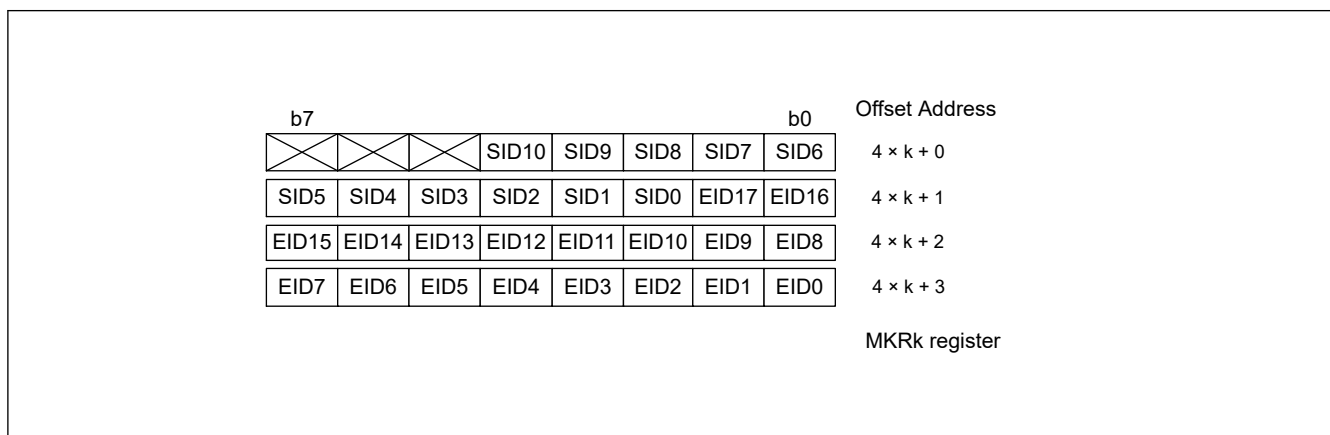 b7 b0 Offset Address
SID10 SID9 SID8 SID7 SID6 4 × k + 0
SID5 SID4 SID3 SID2 SID1 SID0 EID17 EID16 4 × k + 1
EID15 EID14 EID13 EID12 EID11 EID10 EID9 EID8 4 × k + 2
EID7 EID6 EID5 EID4 EID3 EID2 EID1 EID0 4 × k + 3
MKRk register